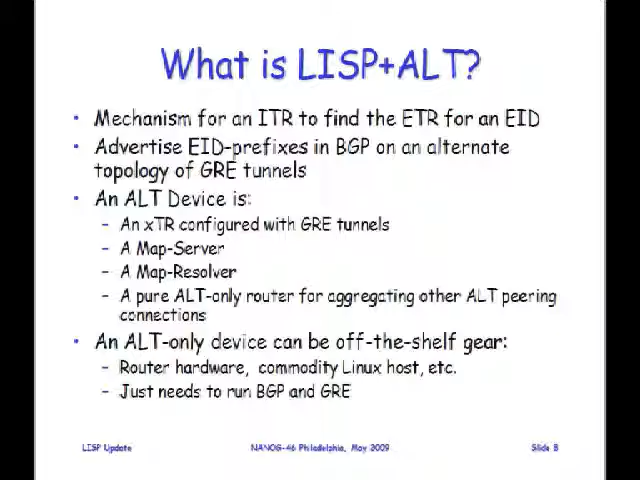 What is LISP+ALT?
• Mechanism for an ITR to find the ETR for an EID
• Advertise EID-prefixes in BGP on an alternate
topology of GRE tunnels
• An ALT Device is:
– An xTR configured with GRE tunnels
– A Map-Server
– A Map-Resolver
– A pure ALT-only router for aggregating other ALT peering
connections
• An ALT-only device can be off-the-shelf gear:
– Router hardware, commodity Linux host, etc.
– Just needs to run BGP and GRE
LISP Update NANOG-46 Philadelphia, May 2009 Slide 8